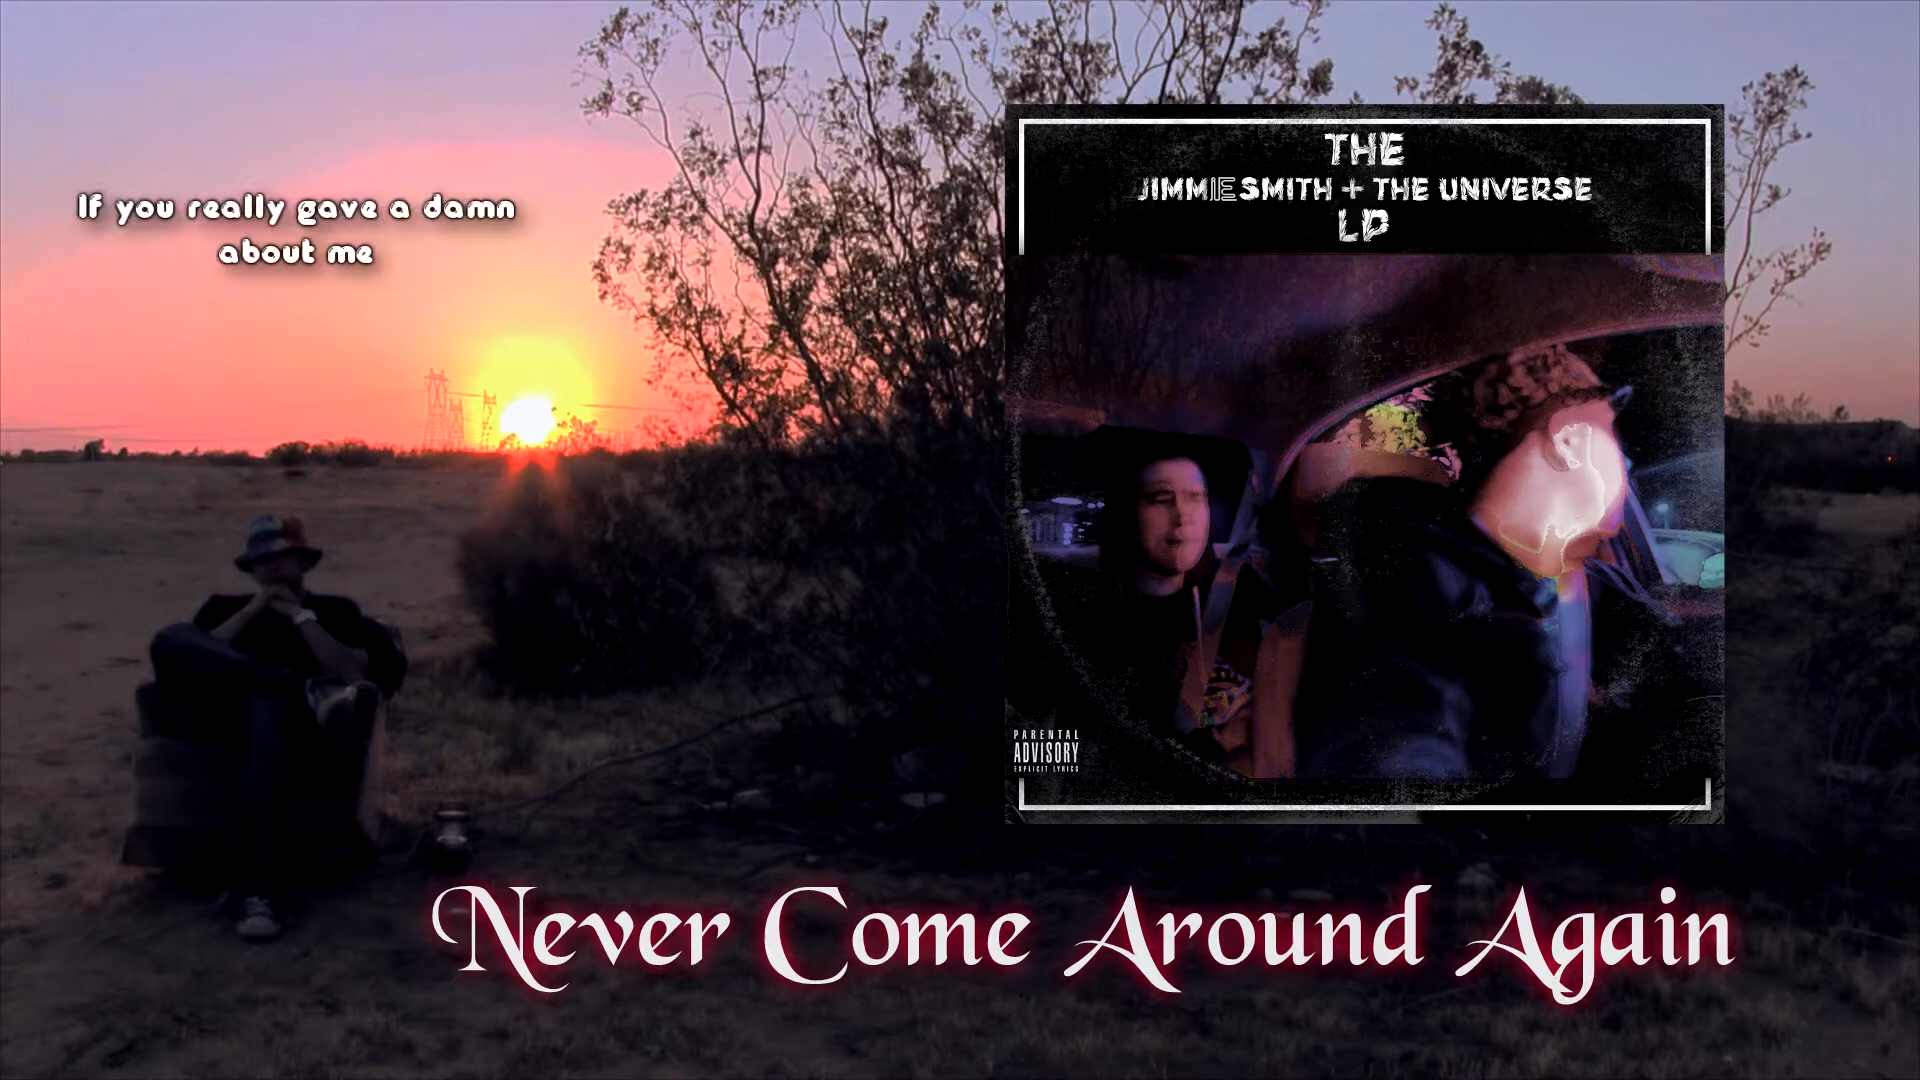 If you really gave a damn
about me
THE
JIMMIE SMITH + THE UNIVERSE
LP
PARENTAL
ADVISORY
EXPLICIT LYRICS
Never Come Around Again